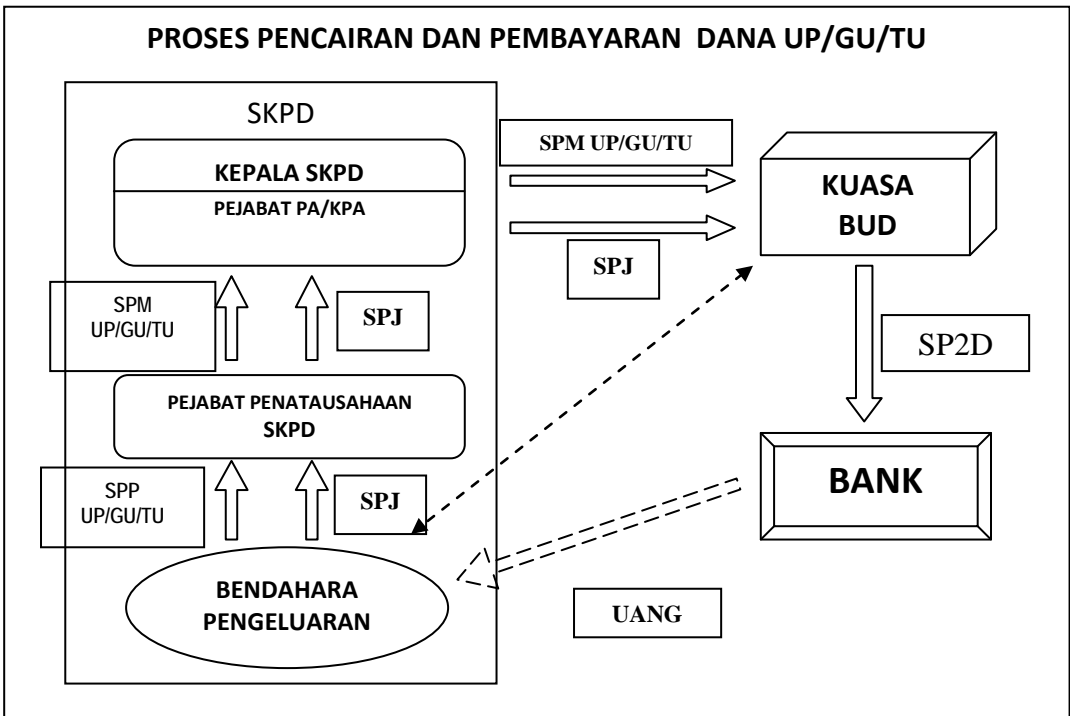 PROSES PENCAIRAN DAN PEMBAYARAN DANA UP/GU/TU
SKPD
KEPALA SKPD
PEJABAT PA/KPA
SPM UP/GU/TU
SPJ
KUASA
BUD
SPM
UP/GU/TU
SPJ
SP2D
PEJABAT PENATAUSAHAAN
SKPD
SPP
UP/GU/TU
SPJ
BANK
BENDAHARA
PENGELUARAN
UANG